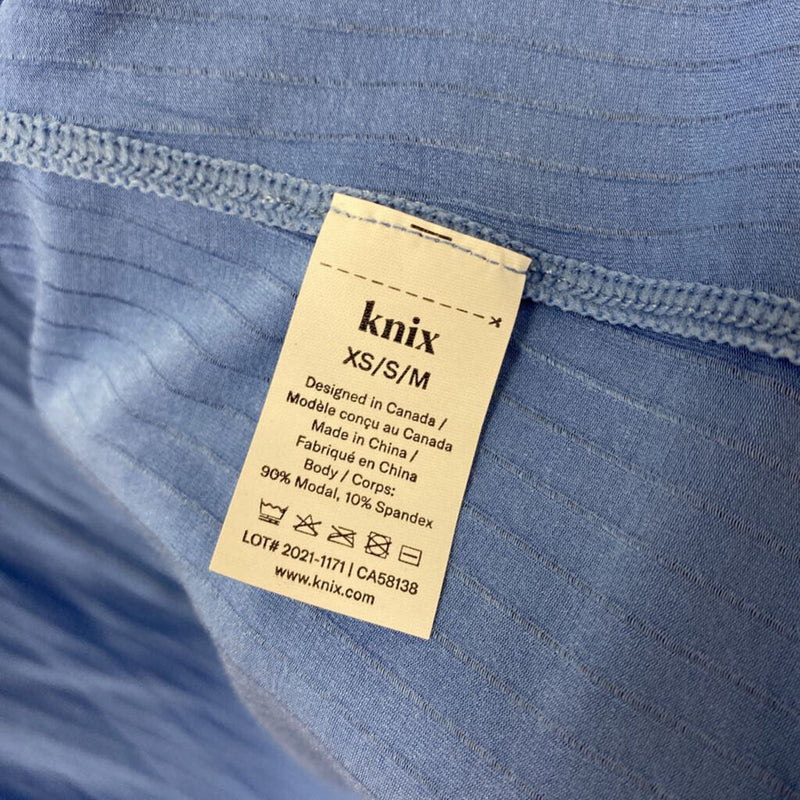 knix
XS/S/M
Designed in Canada /
Modèle conçu au Canada
Made in China /
Fabriqué en China
Body / Corps:
90% Modal, 10% Spandex
LOT# 2021-1171 | CA58138
www.knix.com